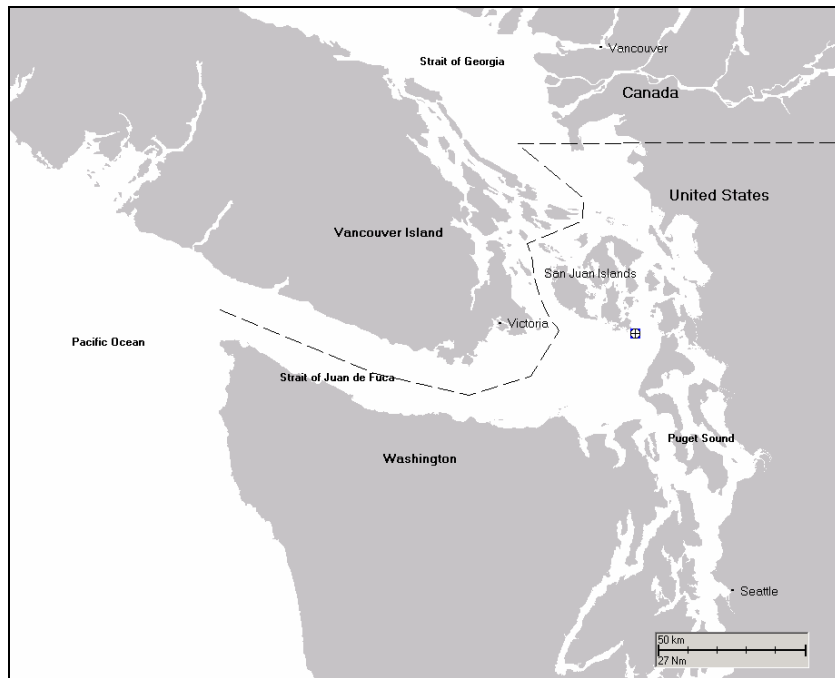 Vancouver
Strait of Georgia
Canada
United States
Vancouver Island
San Juan Islands
Victoria
Pacific Ocean
Strait of Juan de Fuca
Puget Sound
Washington
Seattle
50 km
27 Nm